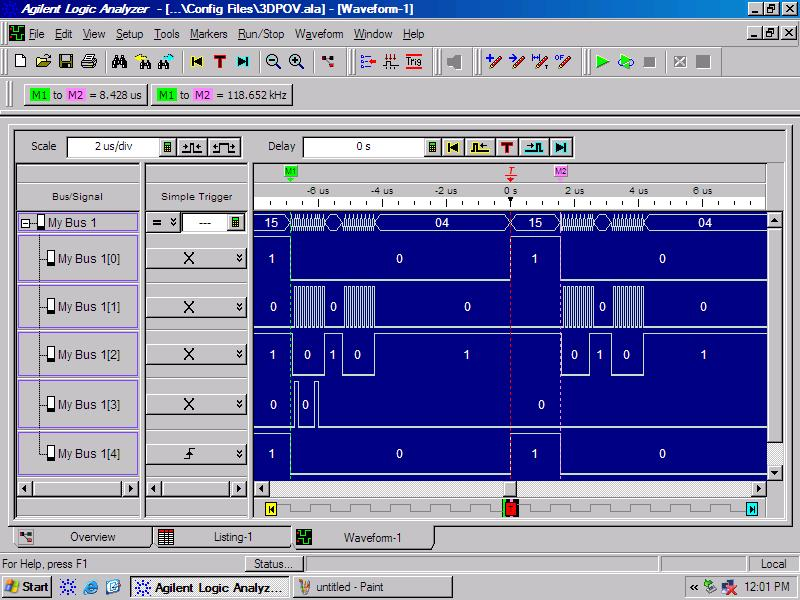 Agilent Logic Analyzer - [...\Config Files\3DPOV.ala] - [Waveform-1]
File Edit View Setup Tools Markers Run/Stop Waveform Window Help
T Trig
M1 to M2 = 8.428 us M1 to M2 = 118.652 kHz
Scale 2 us/div Delay 0 s T
M1 T M2
Bus/Signal Simple Trigger -6 us -4 us -2 us 0 s 2 us 4 us 6 us
My Bus 1 = --- 15 04 15 04
My Bus 1[0] X 1 0 1 0
My Bus 1[1] X 0 0 0 0 0
My Bus 1[2] X 1 0 1 0 1 0 1 0 1
My Bus 1[3] X 0 0 0
My Bus 1[4] 1 0 1 0
T
Overview Listing-1 Waveform-1
For Help, press F1 Status... Local
Start Agilent Logic Analyz... untitled - Paint « 12:01 PM